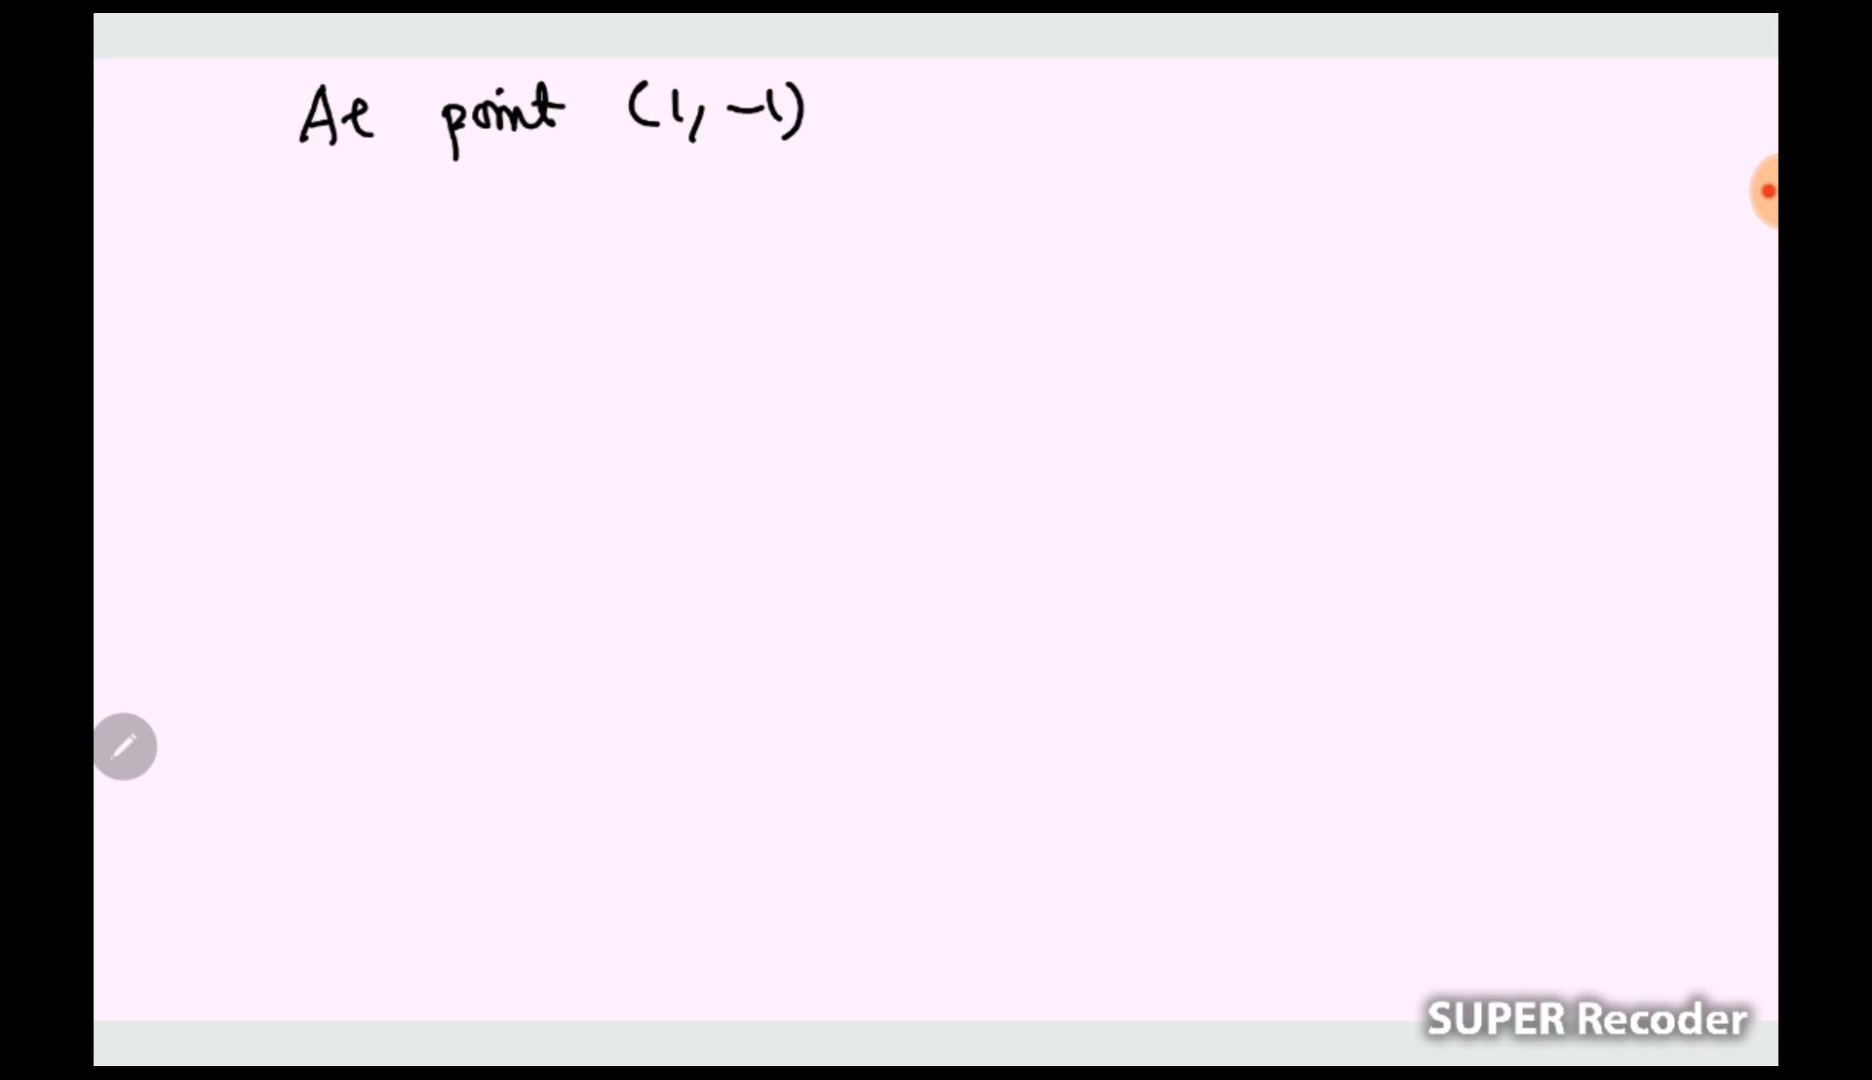 At point (1, -1)
SUPER Recoder